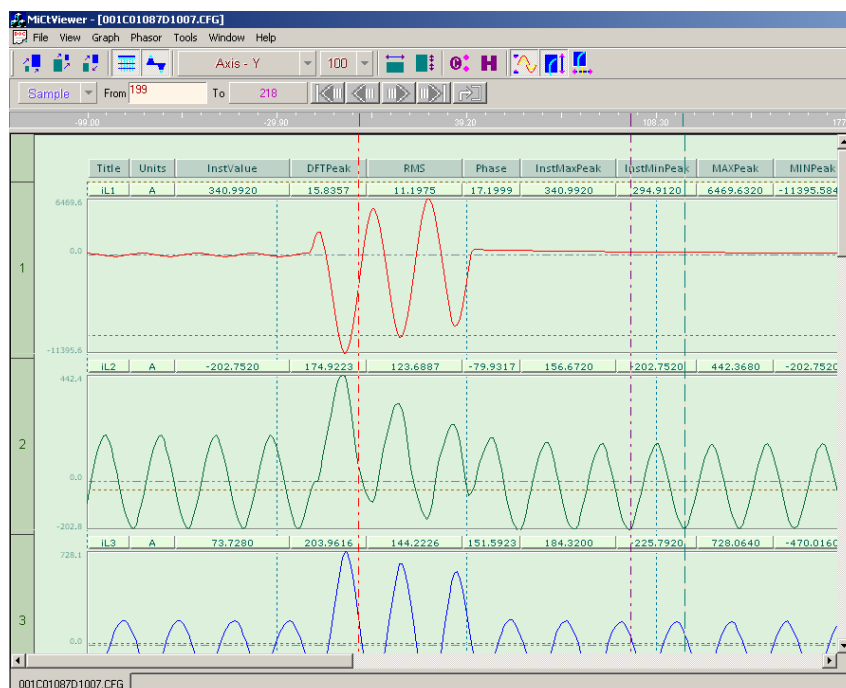 MiCtViewer - [001C01087D1007.CFG]
File View Graph Phasor Tools Window Help
Axis - Y 100
Sample From 199 To 218
-99.00 -29.90 39.20 108.30 177
Title Units InstValue DFTPeak RMS Phase InstMaxPeak InstMinPeak MAXPeak MINPeak
iL1 A 340.9920 15.8357 11.1975 17.1999 340.9920 294.9120 6469.6320 -11395.584
6469.6
0.0
1
-11395.6
iL2 A -202.7520 174.9223 123.6887 -79.9317 156.6720 -202.7520 442.3680 -202.7520
442.4
2
0.0
-202.8
iL3 A 73.7280 203.9616 144.2226 151.5923 184.3200 -225.7920 728.0640 -470.0160
728.1
3
0.0
001C01087D1007.CFG